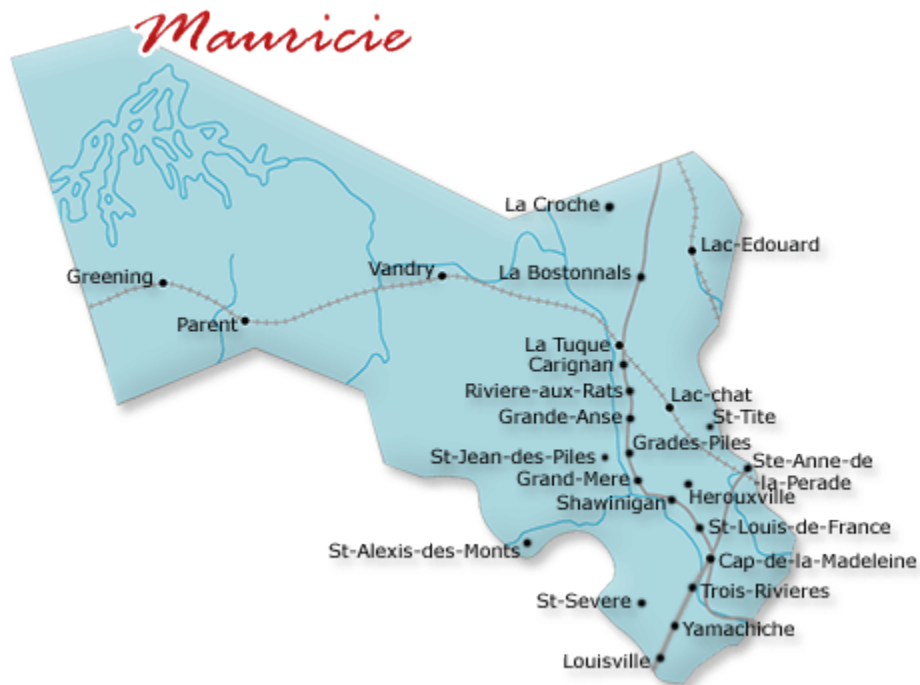 Mauricie
La Croche
Lac-Edouard
Greening
Vandry
La Bostonnals
Parent
La Tuque
Carignan
Riviere-aux-Rats
Lac-chat
Grande-Anse
St-Tite
Grades-Piles
St-Jean-des-Piles
Ste-Anne-de
-la-Perade
Grand-Mere
Herouxville
Shawinigan
St-Louis-de-France
St-Alexis-des-Monts
Cap-de-la-Madeleine
Trois-Rivieres
St-Severe
Yamachiche
Louisville